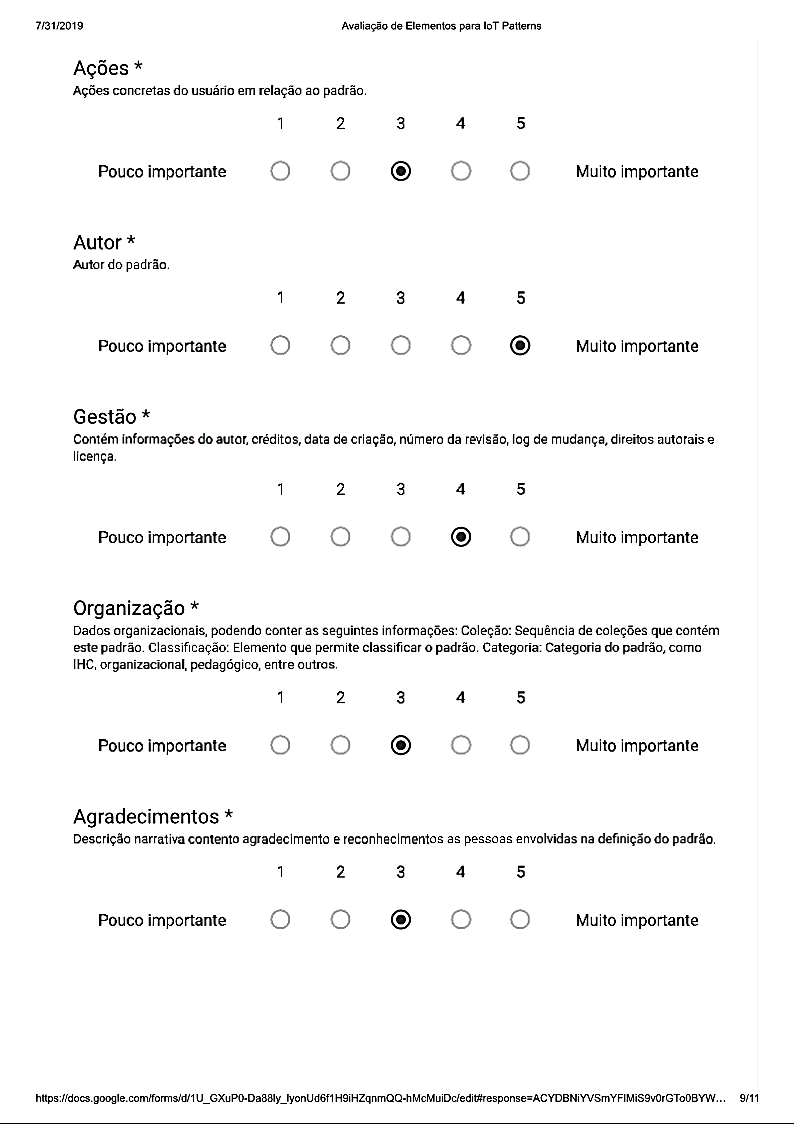 7/31/2019 Avaliação de Elementos para IoT Patterns
Ações *
Ações concretas do usuário em relação ao padrão.
1 2 3 4 5
Pouco importante Muito importante
Autor *
Autor do padrão.
1 2 3 4 5
Pouco importante Muito importante
Gestão *
Contém informações do autor, créditos, data de criação, número da revisão, log de mudança, direitos autorais e
licença.
1 2 3 4 5
Pouco importante Muito importante
Organização *
Dados organizacionais, podendo conter as seguintes informações: Coleção: Sequência de coleções que contém
este padrão. Classificação: Elemento que permite classificar o padrão. Categoria: Categoria do padrão, como
IHC, organizacional, pedagógico, entre outros.
1 2 3 4 5
Pouco importante Muito importante
Agradecimentos *
Descrição narrativa contento agradecimento e reconhecimentos as pessoas envolvidas na definição do padrão.
1 2 3 4 5
Pouco importante Muito importante
https://docs.google.com/forms/d/1U_GXuP0-Da88ly_lyonUd6f1H9iHZqnmQQ-hMcMuiDc/edit#response=ACYDBNiYVSmYFlMiS9v0rGTo0BYW... 9/11